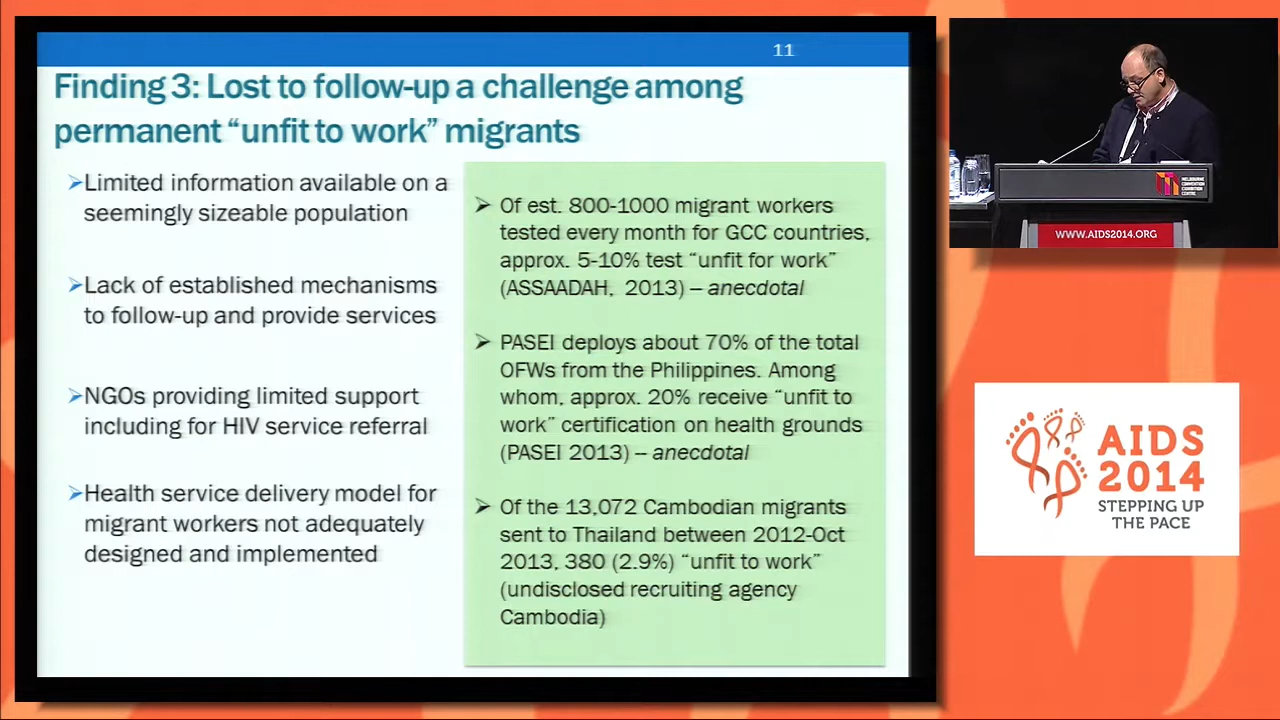 11
Finding 3: Lost to follow-up a challenge among
permanent “unfit to work” migrants
➢Limited information available on a
seemingly sizeable population
➢Lack of established mechanisms
to follow-up and provide services
➢NGOs providing limited support
including for HIV service referral
➢Health service delivery model for
migrant workers not adequately
designed and implemented
➢ Of est. 800-1000 migrant workers
tested every month for GCC countries,
approx. 5-10% test “unfit for work”
(ASSAADAH, 2013) – anecdotal
➢ PASEI deploys about 70% of the total
OFWs from the Philippines. Among
whom, approx. 20% receive “unfit to
work” certification on health grounds
(PASEI 2013) – anecdotal
➢ Of the 13,072 Cambodian migrants
sent to Thailand between 2012-Oct
2013, 380 (2.9%) “unfit to work”
(undisclosed recruiting agency
Cambodia)
MELBOURNE
CONVENTION
EXHIBITION
CENTRE
WWW.AIDS2014.ORG
AIDS
2014
STEPPING UP
THE PACE